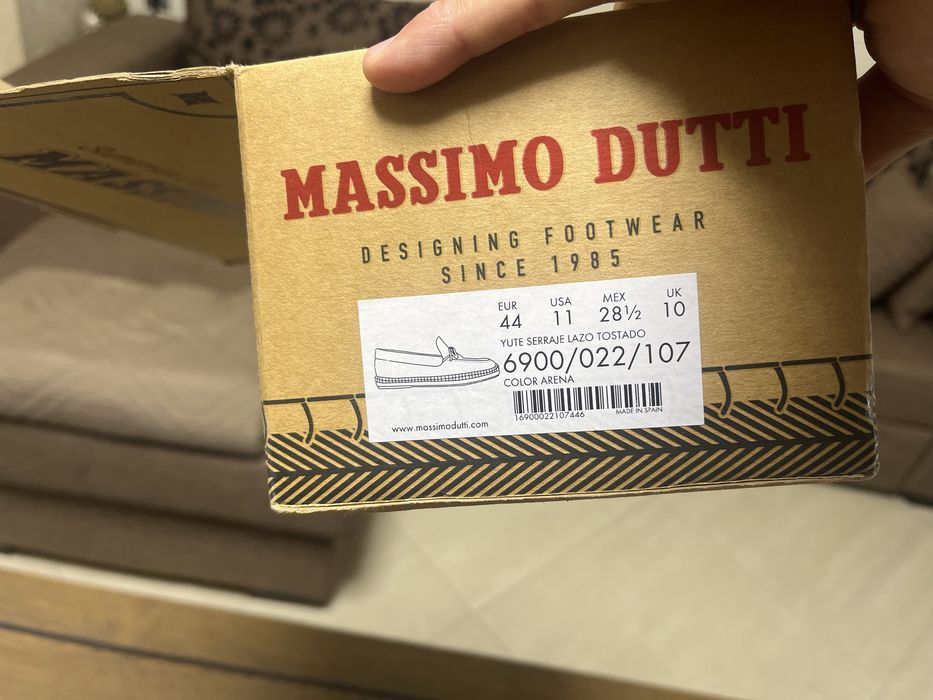 MASSIMO DUTTI
DESIGNING FOOTWEAR
SINCE 1985
EUR USA MEX UK
44 11 28½ 10
YUTE SERRAJE LAZO TOSTADO
6900/022/107
COLOR ARENA
16900022107446 MADE IN SPAIN
www.massimodutti.com